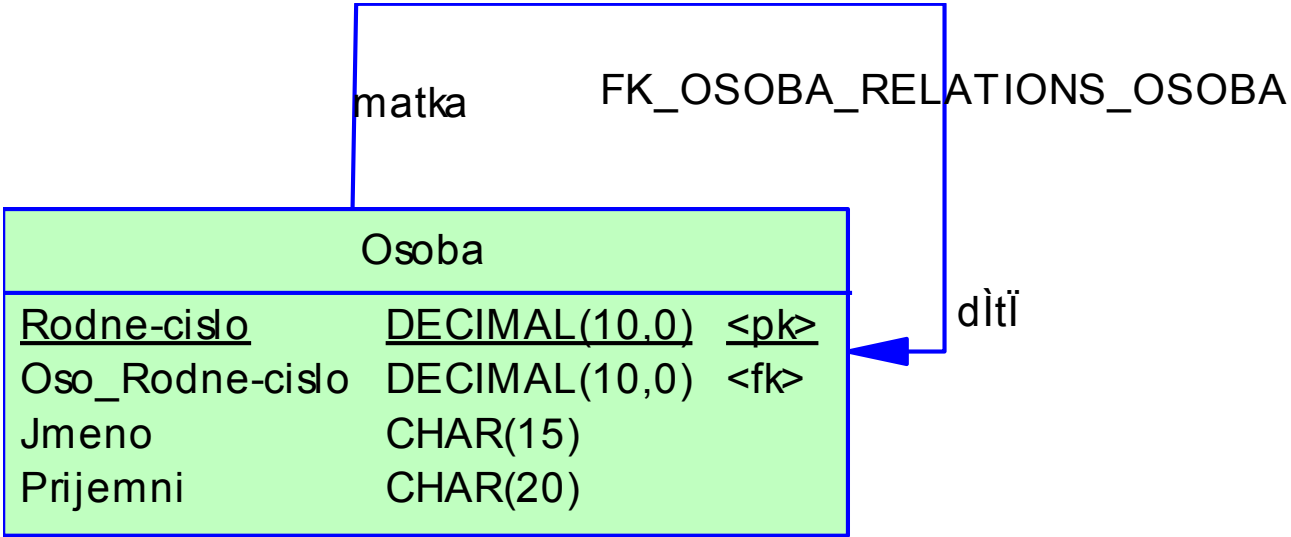 matka
FK_OSOBA_RELATIONS_OSOBA
Osoba
Rodne-cislo DECIMAL(10,0) <pk>
dÌtÏ
Oso_Rodne-cislo DECIMAL(10,0) <fk>
Jmeno CHAR(15)
Prijemni CHAR(20)